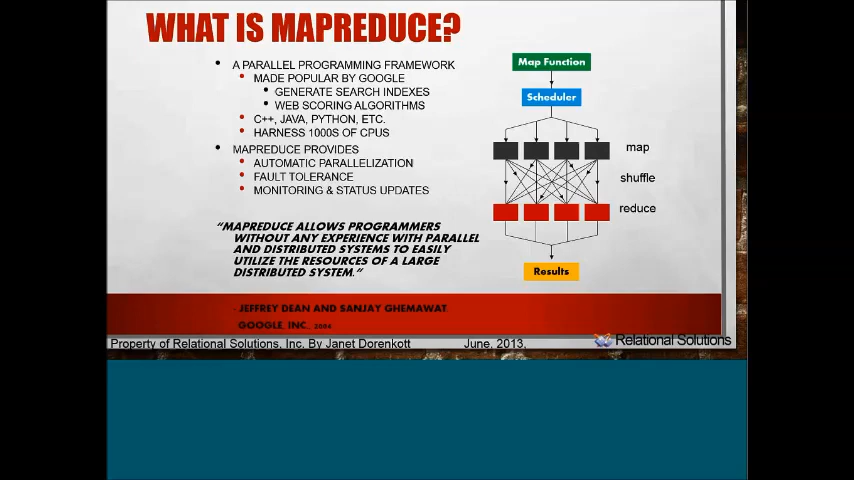 WHAT IS MAPREDUCE?
• A PARALLEL PROGRAMMING FRAMEWORK
• MADE POPULAR BY GOOGLE
• GENERATE SEARCH INDEXES
• WEB SCORING ALGORITHMS
• C++, JAVA, PYTHON, ETC.
• HARNESS 1000S OF CPUS
• MAPREDUCE PROVIDES
• AUTOMATIC PARALLELIZATION
• FAULT TOLERANCE
• MONITORING & STATUS UPDATES
"MAPREDUCE ALLOWS PROGRAMMERS
WITHOUT ANY EXPERIENCE WITH PARALLEL
AND DISTRIBUTED SYSTEMS TO EASILY
UTILIZE THE RESOURCES OF A LARGE
DISTRIBUTED SYSTEM."
- JEFFREY DEAN AND SANJAY GHEMAWAT
GOOGLE, INC., 2004
Map Function
Scheduler
map
shuffle
reduce
Results
Property of Relational Solutions, Inc. By Janet Dorenkott
June, 2013,
Relational Solutions